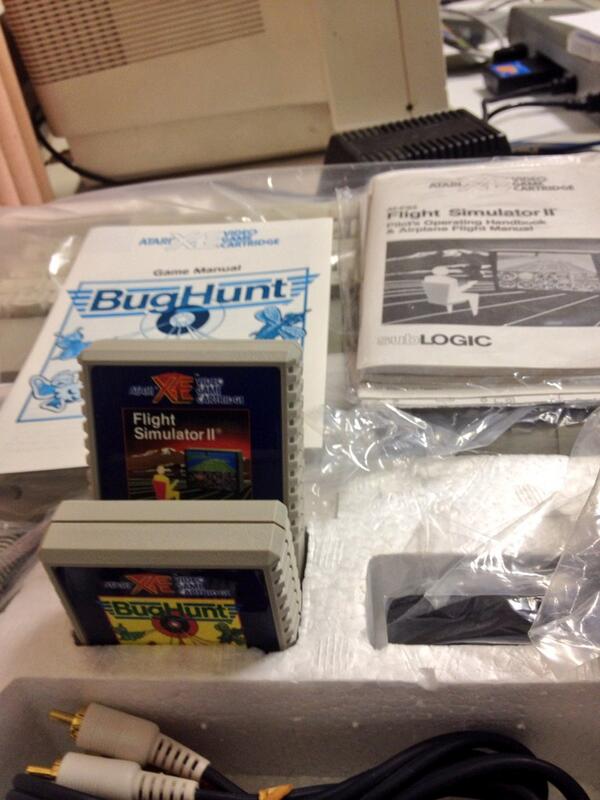 ATARI XE VIDEO
GAME
CARTRIDGE
Game Manual
BugHunt
ATARI XE VIDEO
GAME
CARTRIDGE
Flight Simulator II
Pilot's Operating Handbook
& Airplane Flight Manual
subLOGIC
ATARI XE VIDEO
GAME
CARTRIDGE
Flight
Simulator II
ATARI XE VIDEO
GAME
CARTRIDGE
BugHunt